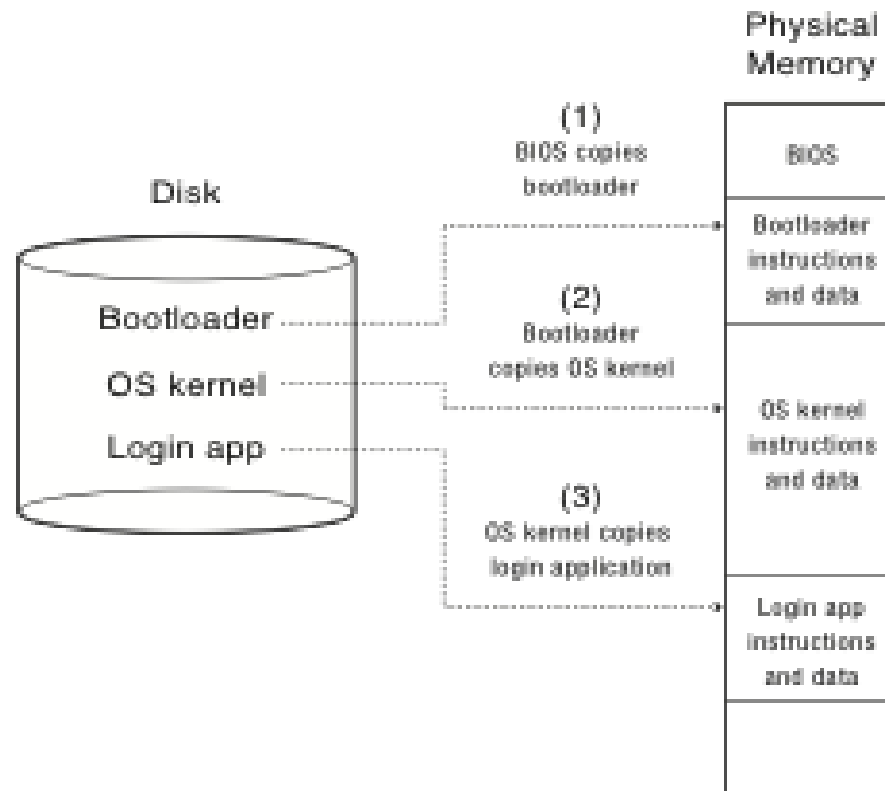 Physical
Memory
(1)
BIOS copies
bootloader
BIOS
Disk
Bootloader
instructions
and data
Bootloader
(2)
Bootloader
copies OS kernel
OS kernel
OS kernel
instructions
and data
Login app
(3)
OS kernel copies
login application
Login app
instructions
and data